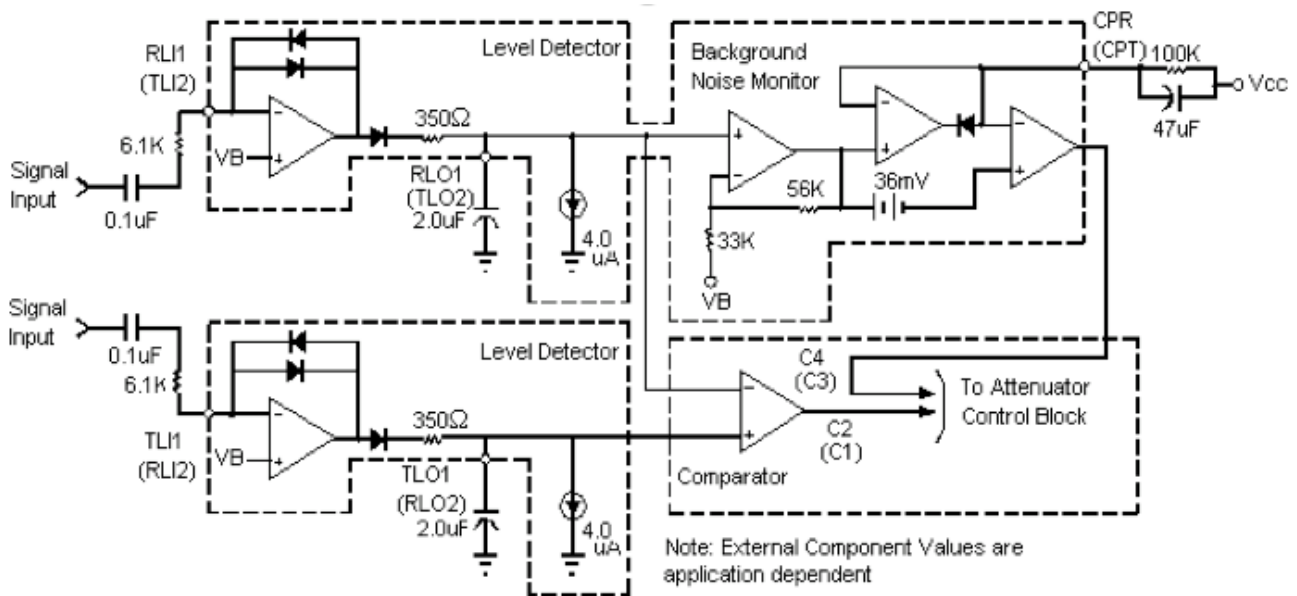 RLI1
(TLI2)
Level Detector
Background
Noise Monitor
CPR
(CPT)
100K
Vcc
47uF
6.1K
VB
350Ω
Signal
Input
0.1uF
RLO1
(TLO2)
2.0uF
4.0
uA
56K
36mV
33K
VB
Signal
Input
0.1uF
6.1K
Level Detector
TLI1
(RLI2)
VB
350Ω
TLO1
(RLO2)
2.0uF
4.0
uA
C4
(C3)
To Attenuator
Control Block
C2
(C1)
Comparator
Note: External Component Values are
application dependent